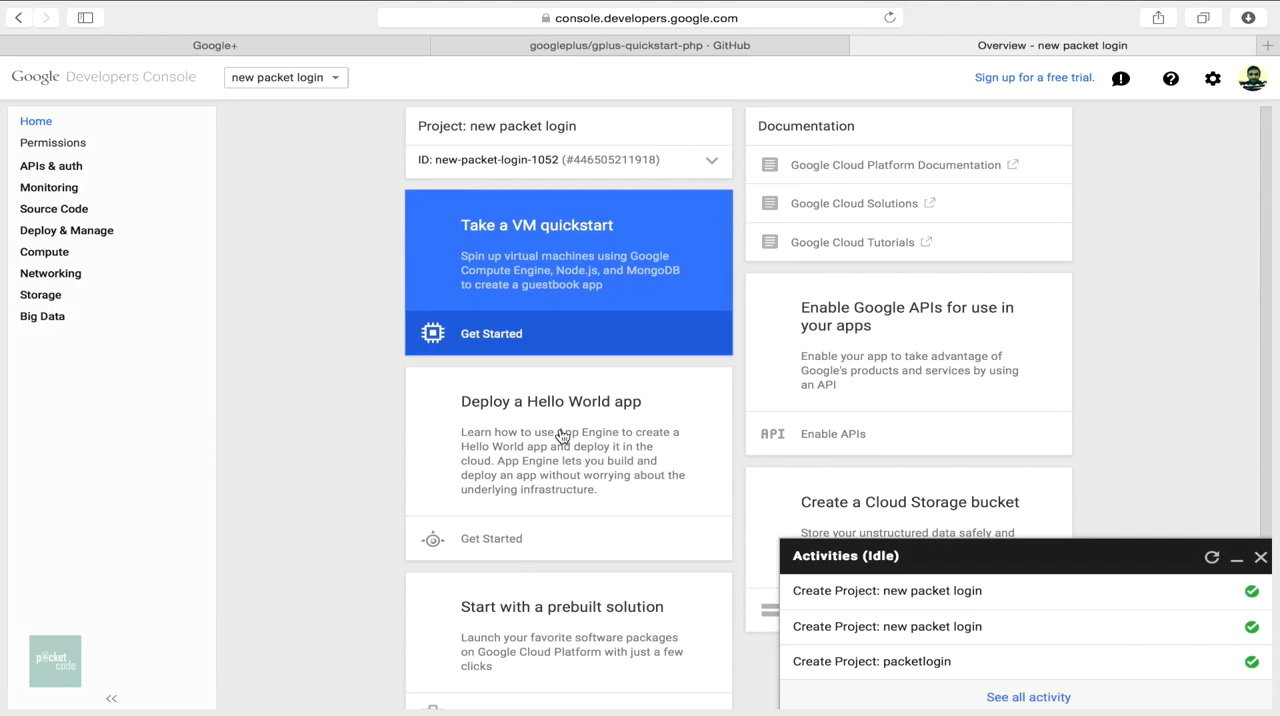 console.developers.google.com
Google+
googleplus/gplus-quickstart-php · GitHub
Overview - new packet login
Google Developers Console
new packet login
Sign up for a free trial.
Home
Permissions
APIs & auth
Monitoring
Source Code
Deploy & Manage
Compute
Networking
Storage
Big Data
Project: new packet login
ID: new-packet-login-1052 (#446505211918)
Take a VM quickstart
Spin up virtual machines using Google
Compute Engine, Node.js, and MongoDB
to create a guestbook app
Get Started
Deploy a Hello World app
Learn how to use App Engine to create a
Hello World app and deploy it in the
cloud. App Engine lets you build and
deploy an app without worrying about the
underlying infrastructure.
Get Started
Start with a prebuilt solution
Launch your favorite software packages
on Google Cloud Platform with just a few
clicks
Documentation
Google Cloud Platform Documentation
Google Cloud Solutions
Google Cloud Tutorials
Enable Google APIs for use in
your apps
Enable your app to take advantage of
Google's products and services by using
an API
API Enable APIs
Create a Cloud Storage bucket
Store your unstructured data safely and
Activities (Idle)
Create Project: new packet login
Create Project: new packet login
Create Project: packetlogin
See all activity
p@cket
code